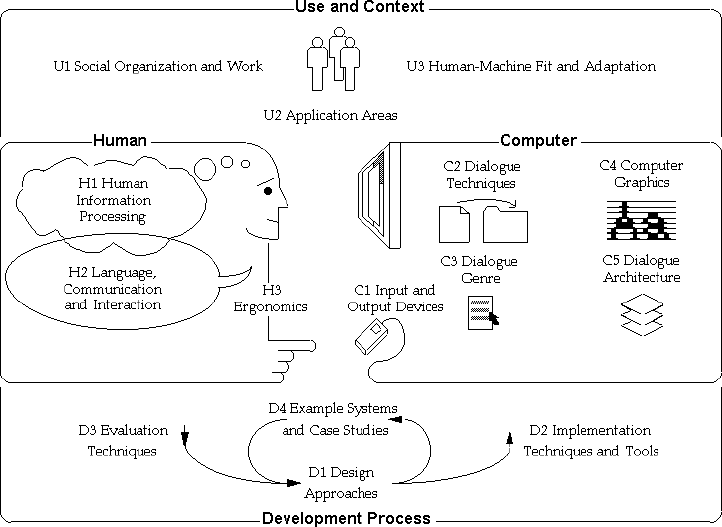 Use and Context
U1 Social Organization and Work
U3 Human-Machine Fit and Adaptation
U2 Application Areas
Human
H1 Human
Information
Processing
H2 Language,
Communication
and Interaction
H3
Ergonomics
Computer
C2 Dialogue
Techniques
C4 Computer
Graphics
C3 Dialogue
Genre
C5 Dialogue
Architecture
C1 Input and
Output Devices
D4 Example Systems
and Case Studies
D3 Evaluation
Techniques
D2 Implementation
Techniques and Tools
D1 Design
Approaches
Development Process